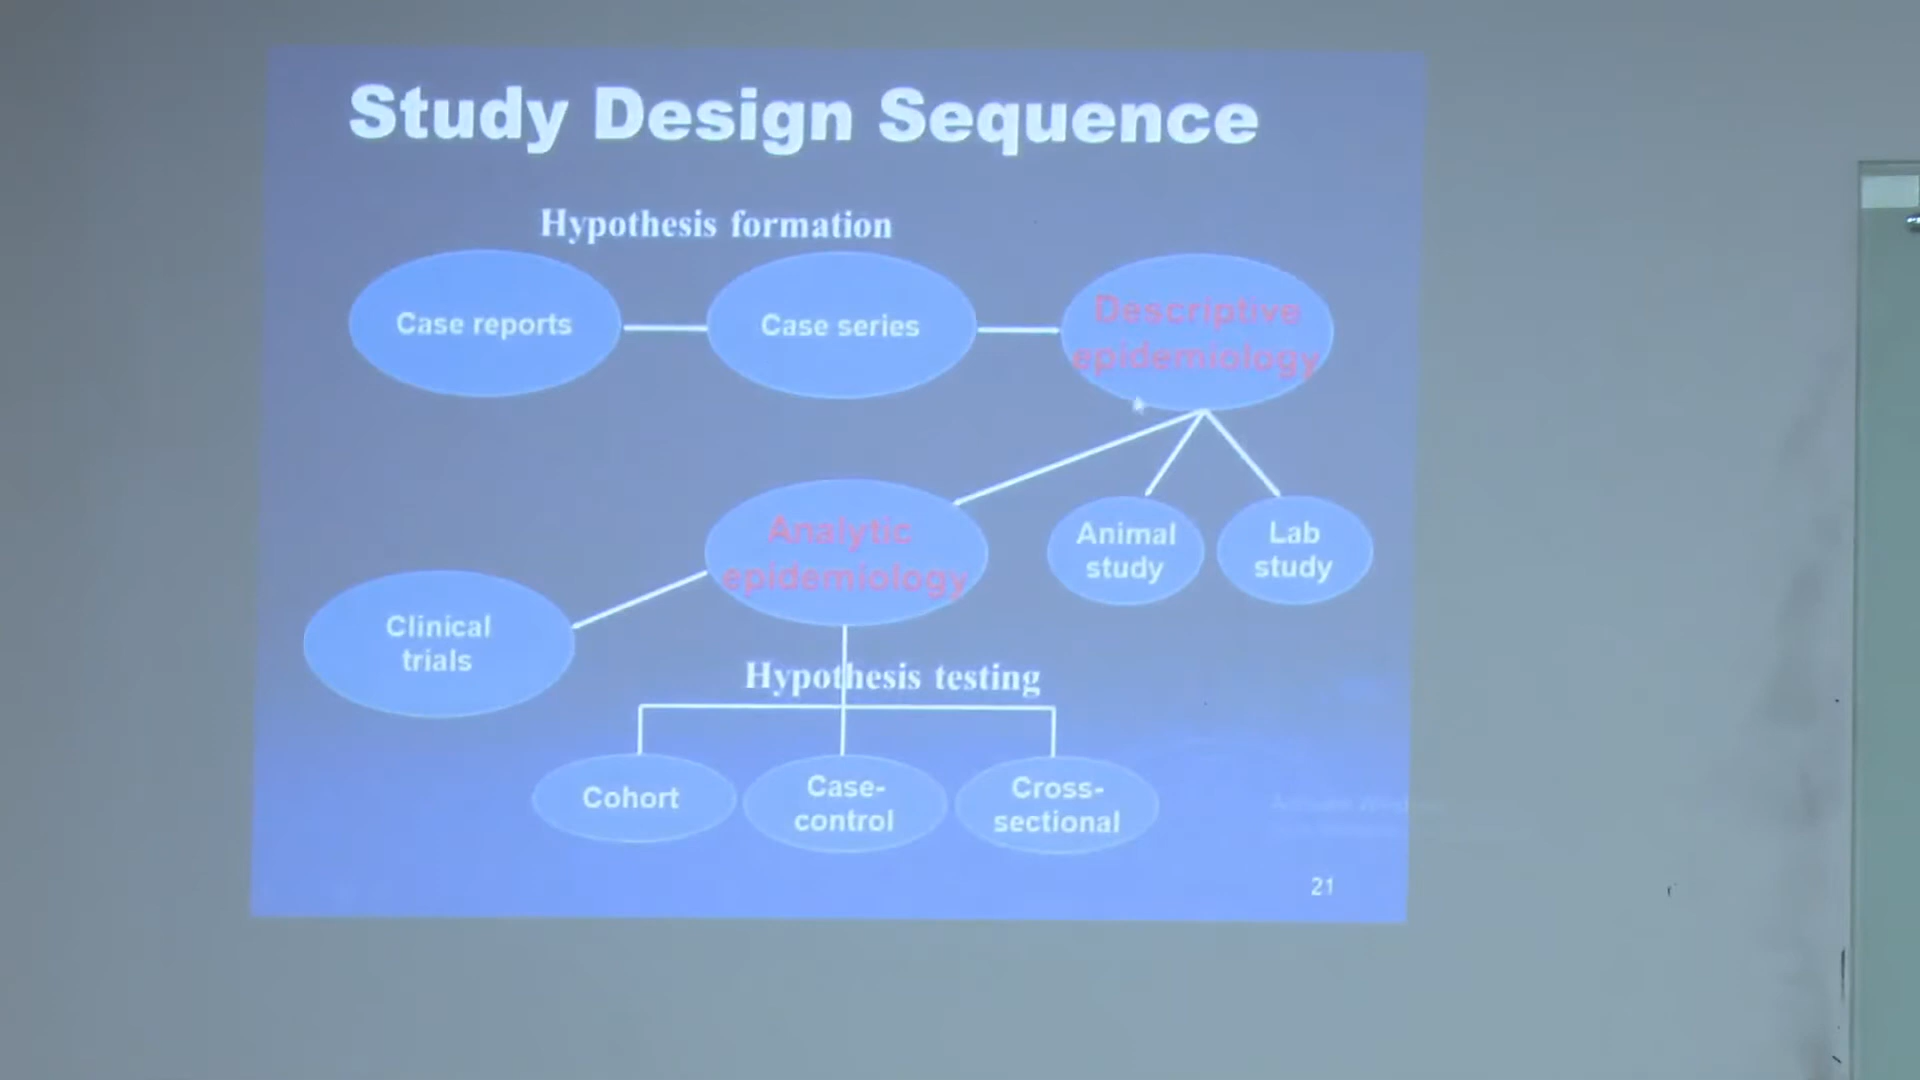 Study Design Sequence
Hypothesis formation
Case reports
Case series
Descriptive
epidemiology
Analytic
epidemiology
Animal
study
Lab
study
Clinical
trials
Hypothesis testing
Cohort
Case-
control
Cross-
sectional
21